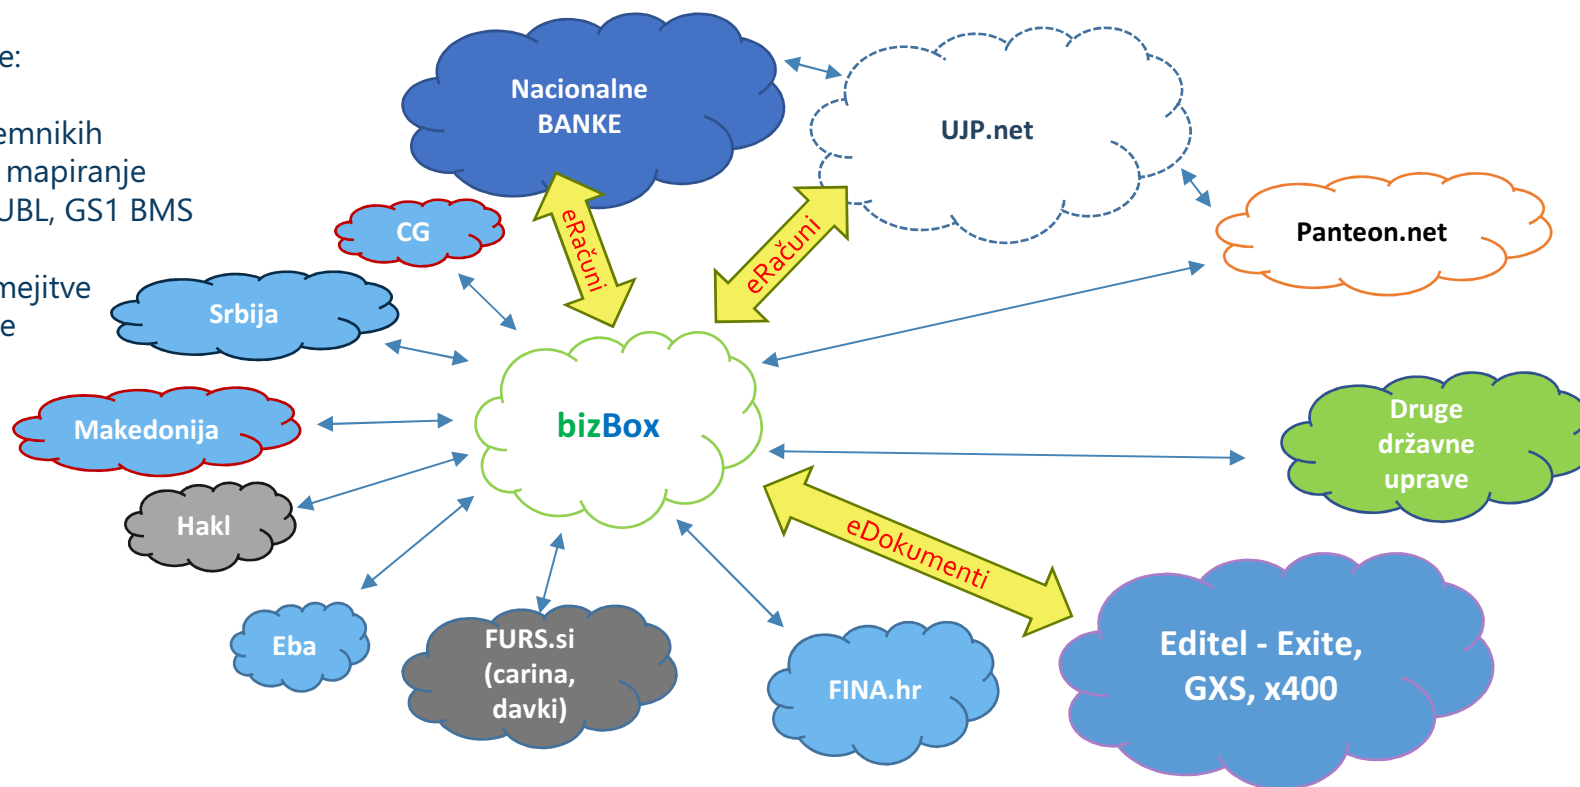 e:
emnikih
mapiranje
UBL, GS1 BMS
mejitve
e
Nacionalne
BANKE
UJP.net
Panteon.net
CG
eRačuni
eRačuni
Srbija
Makedonija
bizBox
Druge
državne
uprave
Hakl
eDokumenti
Eba
FURS.si
(carina,
davki)
FINA.hr
Editel - Exite,
GXS, x400